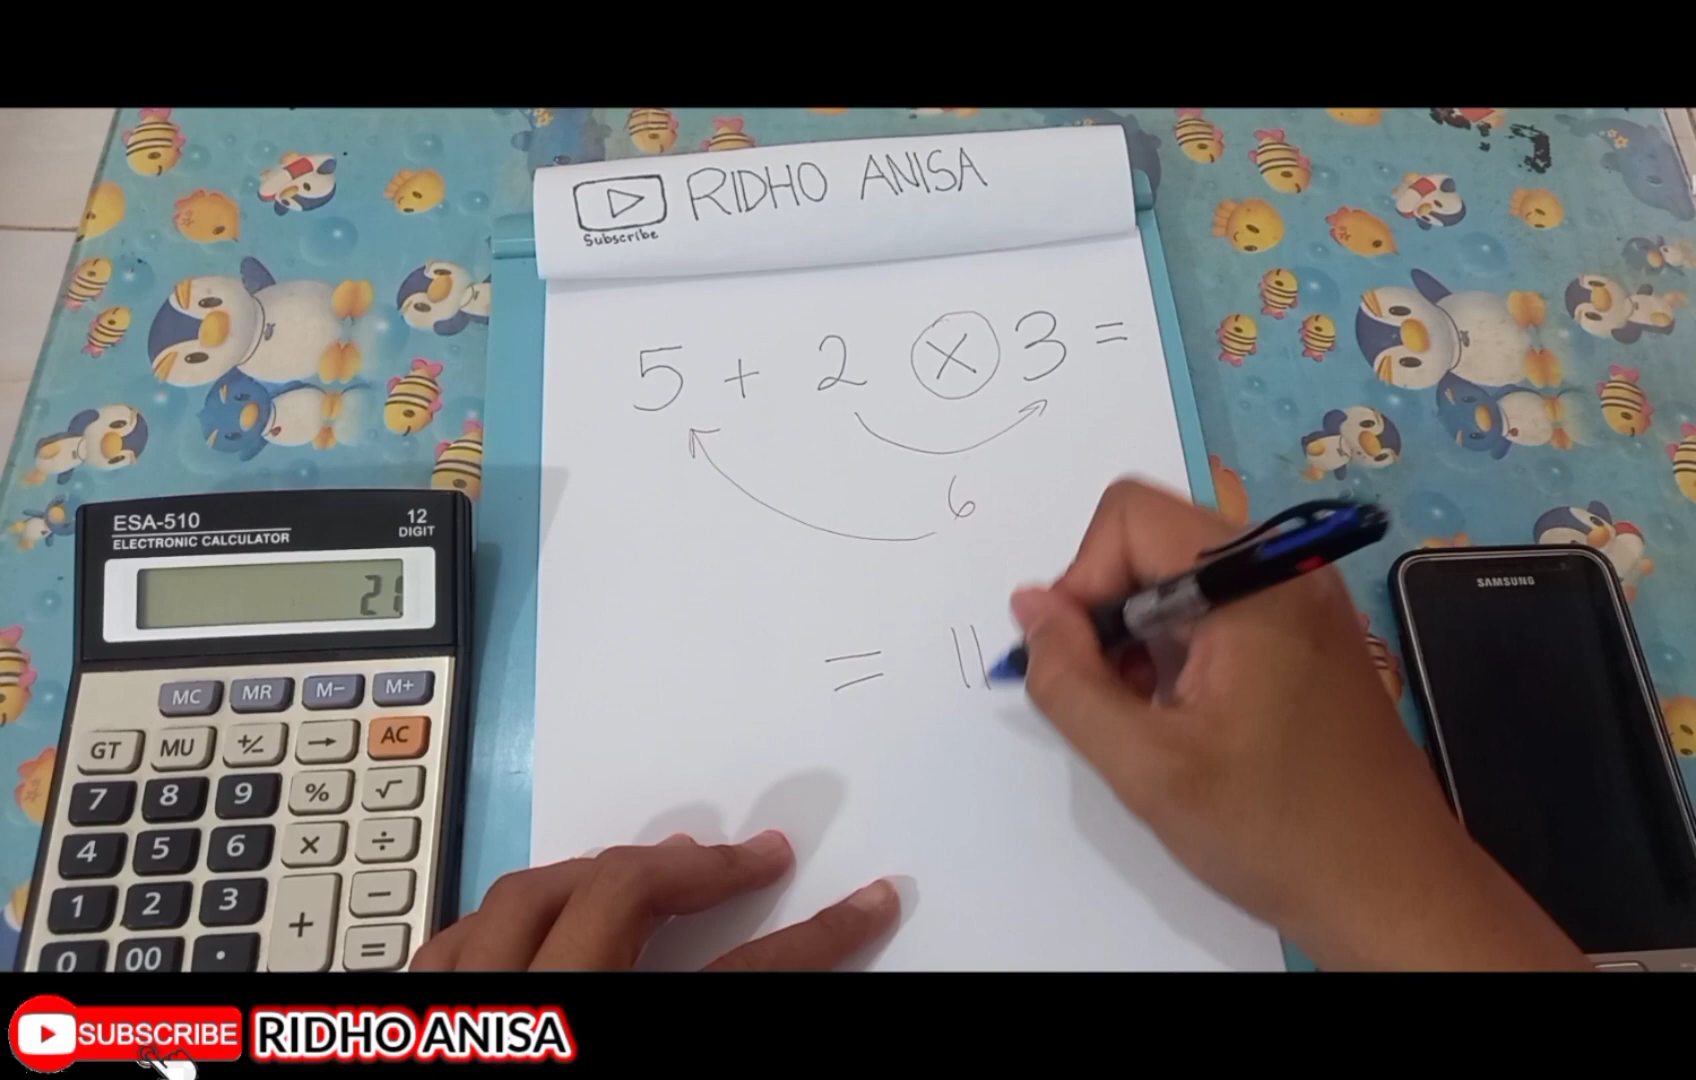 RIDHO ANISA
Subscribe
5 + 2 × 3 =
6
= 11
ESA-510
ELECTRONIC CALCULATOR
12
DIGIT
21
MC MR M- M+
GT MU +/- → AC
7 8 9 % √
4 5 6 × ÷
1 2 3 + −
0 00 . =
SAMSUNG
SUBSCRIBE RIDHO ANISA